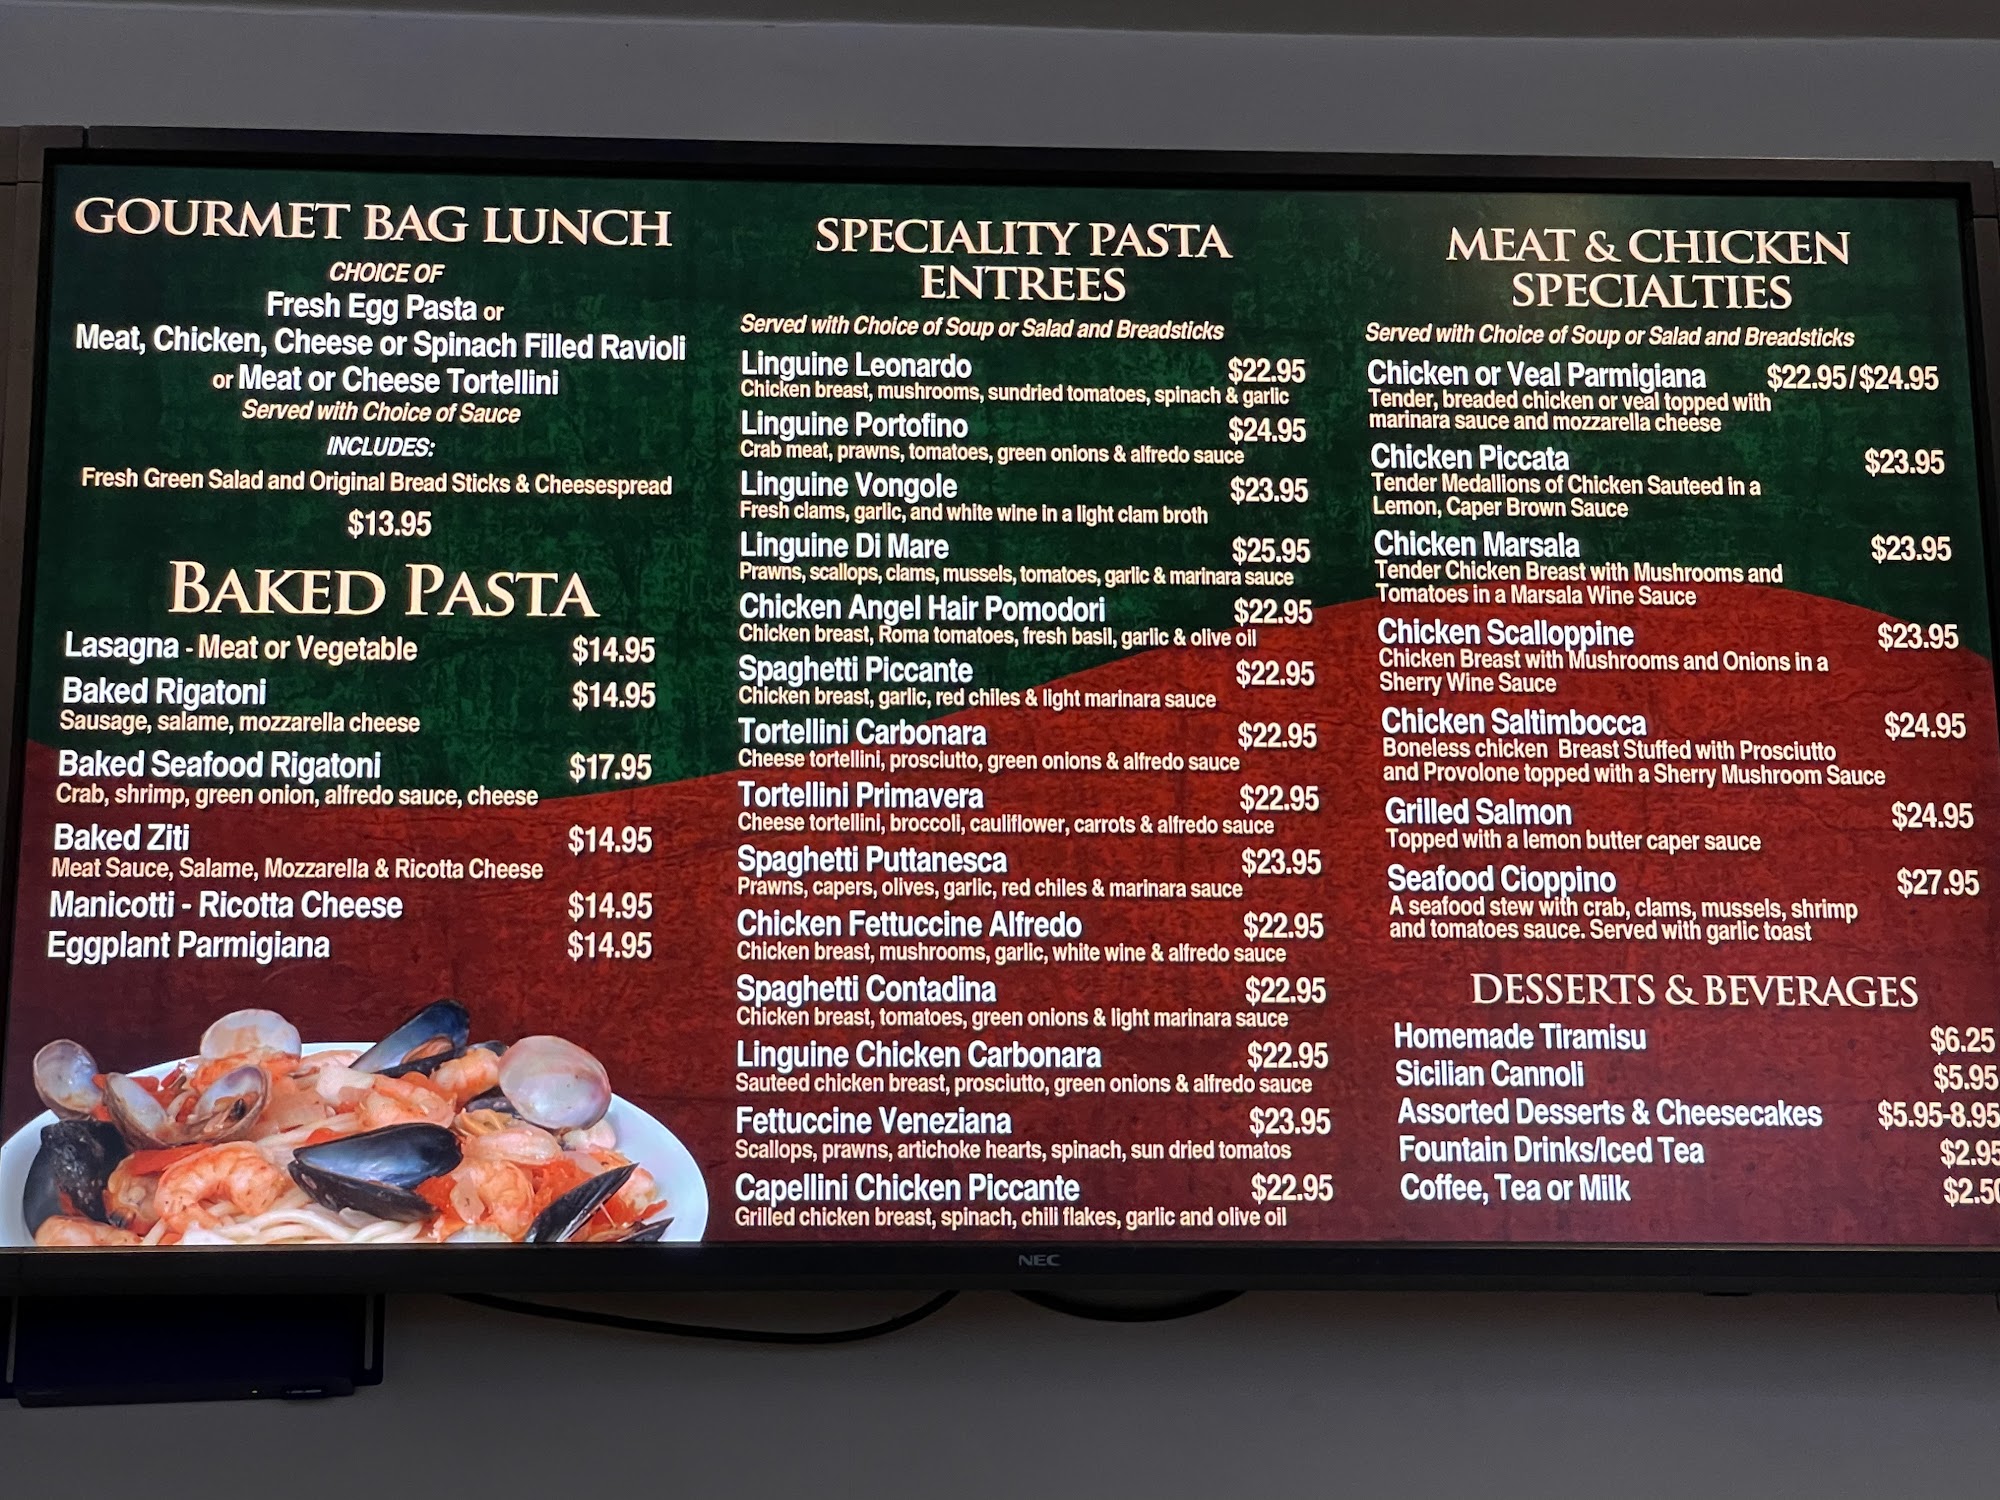 GOURMET BAG LUNCH
CHOICE OF
Fresh Egg Pasta or
Meat, Chicken, Cheese or Spinach Filled Ravioli
or Meat or Cheese Tortellini
Served with Choice of Sauce
INCLUDES:
Fresh Green Salad and Original Bread Sticks & Cheesespread
$13.95
BAKED PASTA
Lasagna - Meat or Vegetable $14.95
Baked Rigatoni $14.95
Sausage, salame, mozzarella cheese
Baked Seafood Rigatoni $17.95
Crab, shrimp, green onion, alfredo sauce, cheese
Baked Ziti $14.95
Meat Sauce, Salame, Mozzarella & Ricotta Cheese
Manicotti - Ricotta Cheese $14.95
Eggplant Parmigiana $14.95
SPECIALITY PASTA
ENTREES
Served with Choice of Soup or Salad and Breadsticks
Linguine Leonardo $22.95
Chicken breast, mushrooms, sundried tomatoes, spinach & garlic
Linguine Portofino $24.95
Crab meat, prawns, tomatoes, green onions & alfredo sauce
Linguine Vongole $23.95
Fresh clams, garlic, and white wine in a light clam broth
Linguine Di Mare $25.95
Prawns, scallops, clams, mussels, tomatoes, garlic & marinara sauce
Chicken Angel Hair Pomodori $22.95
Chicken breast, Roma tomatoes, fresh basil, garlic & olive oil
Spaghetti Piccante $22.95
Chicken breast, garlic, red chiles & light marinara sauce
Tortellini Carbonara $22.95
Cheese tortellini, prosciutto, green onions & alfredo sauce
Tortellini Primavera $22.95
Cheese tortellini, broccoli, cauliflower, carrots & alfredo sauce
Spaghetti Puttanesca $23.95
Prawns, capers, olives, garlic, red chiles & marinara sauce
Chicken Fettuccine Alfredo $22.95
Chicken breast, mushrooms, garlic, white wine & alfredo sauce
Spaghetti Contadina $22.95
Chicken breast, tomatoes, green onions & light marinara sauce
Linguine Chicken Carbonara $22.95
Sauteed chicken breast, prosciutto, green onions & alfredo sauce
Fettuccine Veneziana $23.95
Scallops, prawns, artichoke hearts, spinach, sun dried tomatos
Capellini Chicken Piccante $22.95
Grilled chicken breast, spinach, chili flakes, garlic and olive oil
MEAT & CHICKEN
SPECIALTIES
Served with Choice of Soup or Salad and Breadsticks
Chicken or Veal Parmigiana $22.95/$24.95
Tender, breaded chicken or veal topped with
marinara sauce and mozzarella cheese
Chicken Piccata $23.95
Tender Medallions of Chicken Sauteed in a
Lemon, Caper Brown Sauce
Chicken Marsala $23.95
Tender Chicken Breast with Mushrooms and
Tomatoes in a Marsala Wine Sauce
Chicken Scalloppine $23.95
Chicken Breast with Mushrooms and Onions in a
Sherry Wine Sauce
Chicken Saltimbocca $24.95
Boneless chicken Breast Stuffed with Prosciutto
and Provolone topped with a Sherry Mushroom Sauce
Grilled Salmon $24.95
Topped with a lemon butter caper sauce
Seafood Cioppino $27.95
A seafood stew with crab, clams, mussels, shrimp
and tomatoes sauce. Served with garlic toast
DESSERTS & BEVERAGES
Homemade Tiramisu $6.25
Sicilian Cannoli $5.95
Assorted Desserts & Cheesecakes $5.95-8.95
Fountain Drinks/Iced Tea $2.95
Coffee, Tea or Milk $2.50
NEC